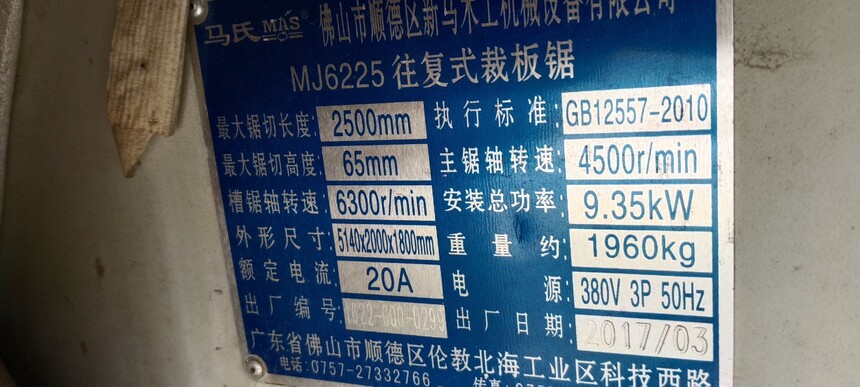 马氏 MAS 佛山市顺德区新马木工机械设备有限公司
MJ6225 往复式裁板锯
最大锯切长度: 2500mm 执行标准: GB12557-2010
最大锯切高度: 65mm 主锯轴转速: 4500r/min
槽锯轴转速: 6300r/min 安装总功率: 9.35kW
外形尺寸: 5140x2000x1800mm 重量约: 1960kg
额定电流: 20A 电源: 380V 3P 50Hz
出厂编号: 出厂日期: 2017/03
广东省佛山市顺德区伦教北海工业区科技西路
电话: 0757-27332766 传真: